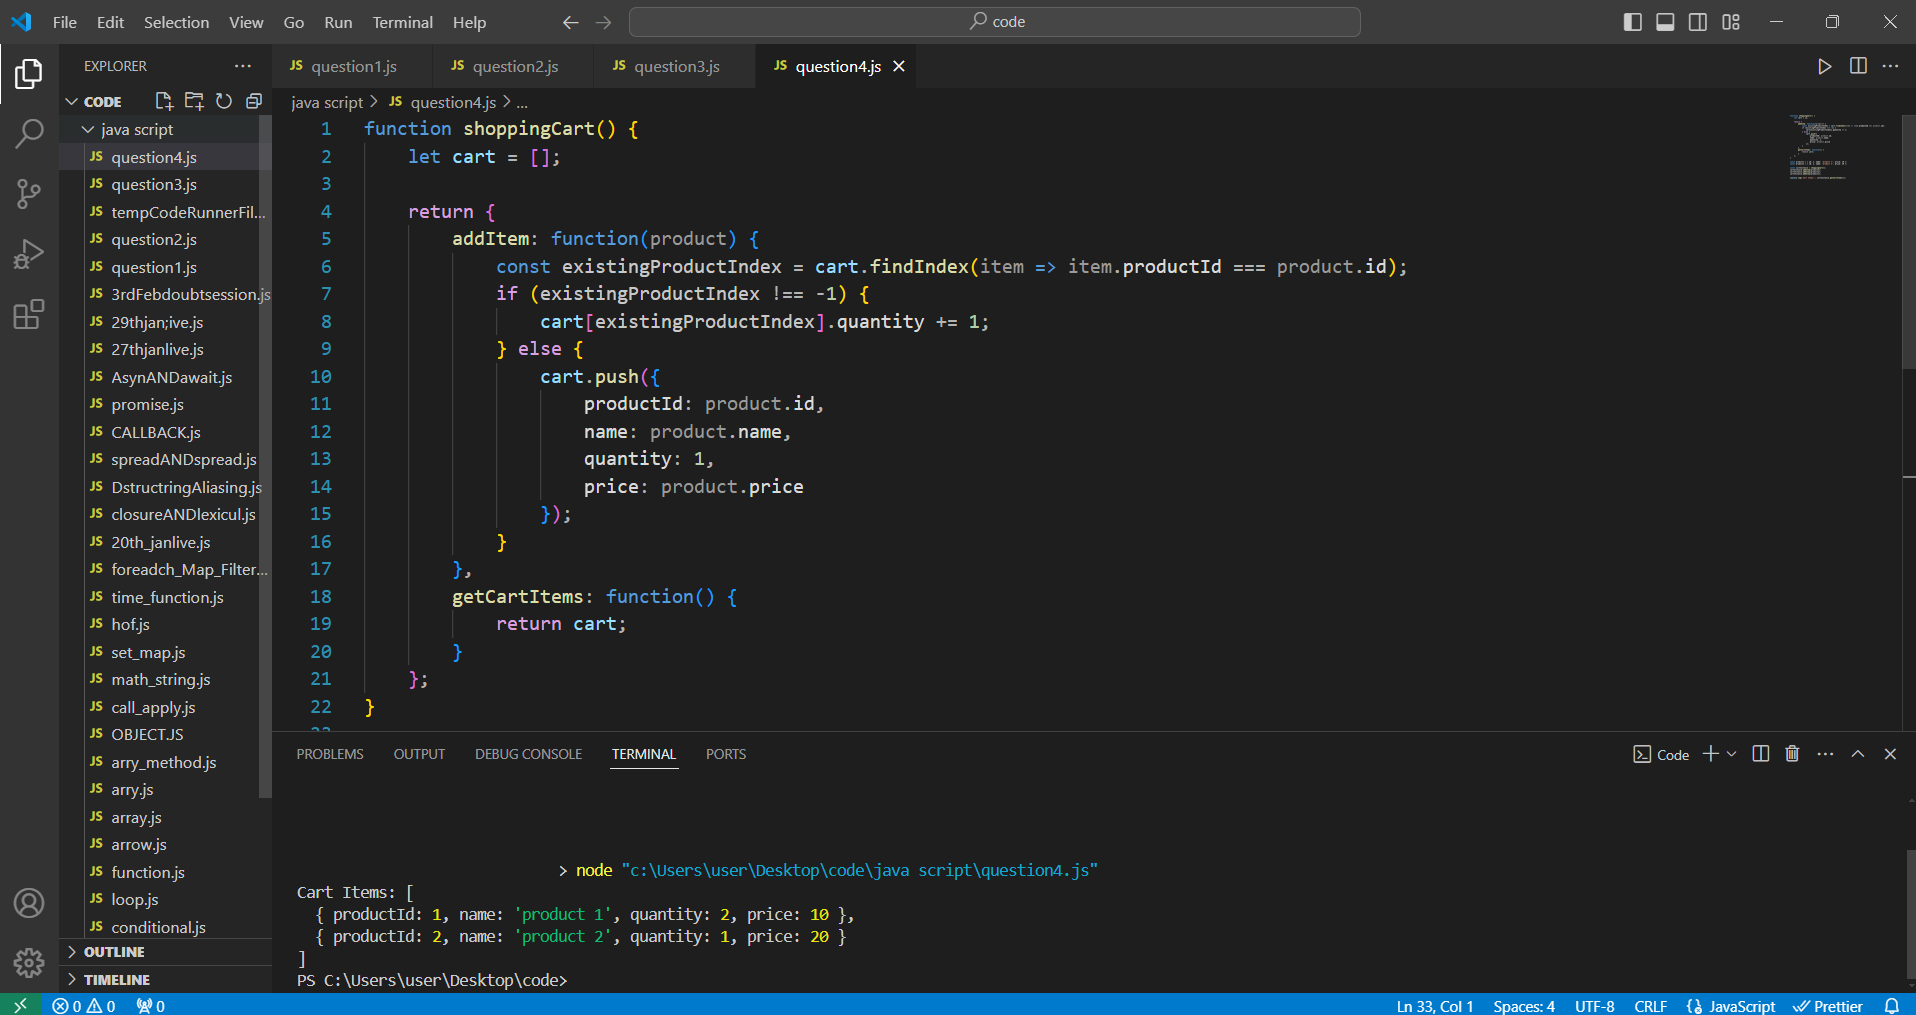 File Edit Selection View Go Run Terminal Help
code
EXPLORER
CODE
java script
JS question4.js
JS question3.js
JS tempCodeRunnerFil...
JS question2.js
JS question1.js
JS 3rdFebdoubtsession.js
JS 29thjan;ive.js
JS 27thjanlive.js
JS AsynANDawait.js
JS promise.js
JS CALLBACK.js
JS spreadANDspread.js
JS DstructringAliasing.js
JS closureANDlexicul.js
JS 20th_janlive.js
JS foreadch_Map_Filter...
JS time_function.js
JS hof.js
JS set_map.js
JS math_string.js
JS call_apply.js
JS OBJECT.JS
JS arry_method.js
JS arry.js
JS array.js
JS arrow.js
JS function.js
JS loop.js
JS conditional.js
OUTLINE
TIMELINE
JS question1.js JS question2.js JS question3.js JS question4.js
java script > JS question4.js > ...
1 function shoppingCart() {
2 let cart = [];
3
4 return {
5 addItem: function(product) {
6 const existingProductIndex = cart.findIndex(item => item.productId === product.id);
7 if (existingProductIndex !== -1) {
8 cart[existingProductIndex].quantity += 1;
9 } else {
10 cart.push({
11 productId: product.id,
12 name: product.name,
13 quantity: 1,
14 price: product.price
15 });
16 }
17 },
18 getCartItems: function() {
19 return cart;
20 }
21 };
22 }
PROBLEMS OUTPUT DEBUG CONSOLE TERMINAL PORTS
Code
> node "c:\Users\user\Desktop\code\java script\question4.js"
Cart Items: [
{ productId: 1, name: 'product 1', quantity: 2, price: 10 },
{ productId: 2, name: 'product 2', quantity: 1, price: 20 }
]
PS C:\Users\user\Desktop\code>
0 0 0
Ln 33, Col 1 Spaces: 4 UTF-8 CRLF JavaScript Prettier